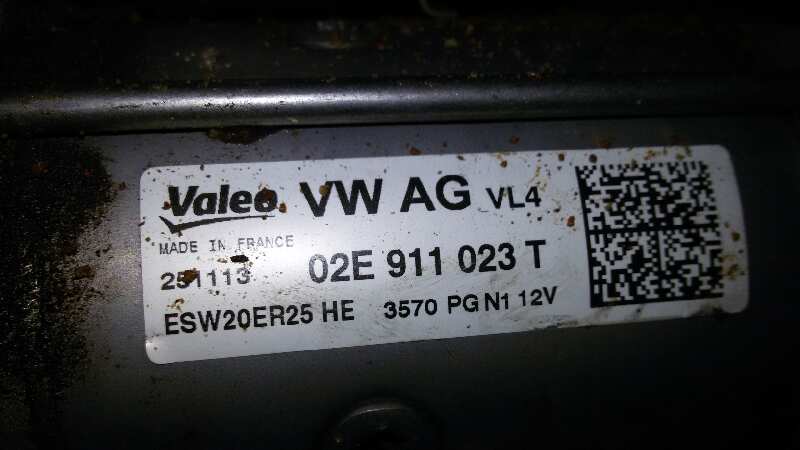 Valeo VW AG VL4
MADE IN FRANCE
251113 02E 911 023 T
ESW20ER25 HE 3570 PG N1 12V